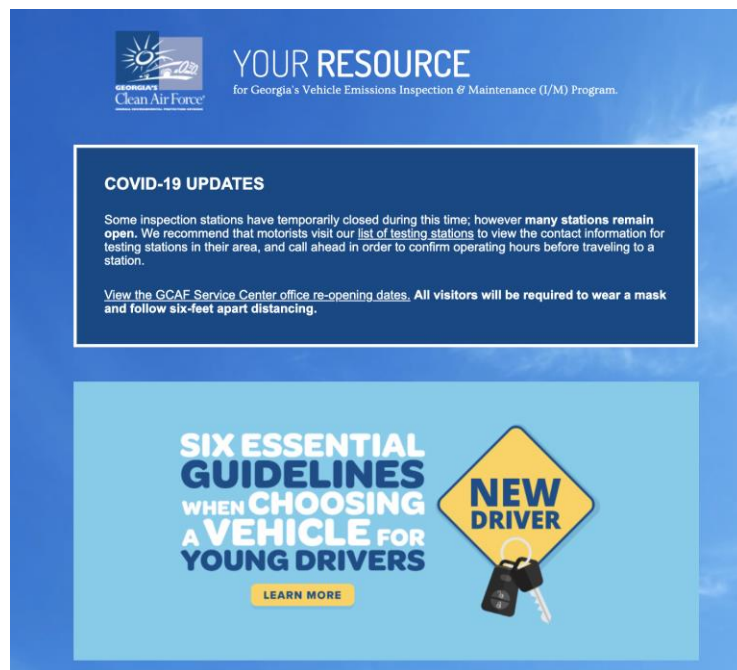 GEORGIA'S
Clean Air Force
YOUR RESOURCE
for Georgia's Vehicle Emissions Inspection & Maintenance (I/M) Program.
COVID-19 UPDATES
Some inspection stations have temporarily closed during this time; however many stations remain
open. We recommend that motorists visit our list of testing stations to view the contact information for
testing stations in their area, and call ahead in order to confirm operating hours before traveling to a
station.
View the GCAF Service Center office re-opening dates. All visitors will be required to wear a mask
and follow six-feet apart distancing.
SIX ESSENTIAL
GUIDELINES
WHEN CHOOSING
A VEHICLE FOR
YOUNG DRIVERS
LEARN MORE
NEW
DRIVER